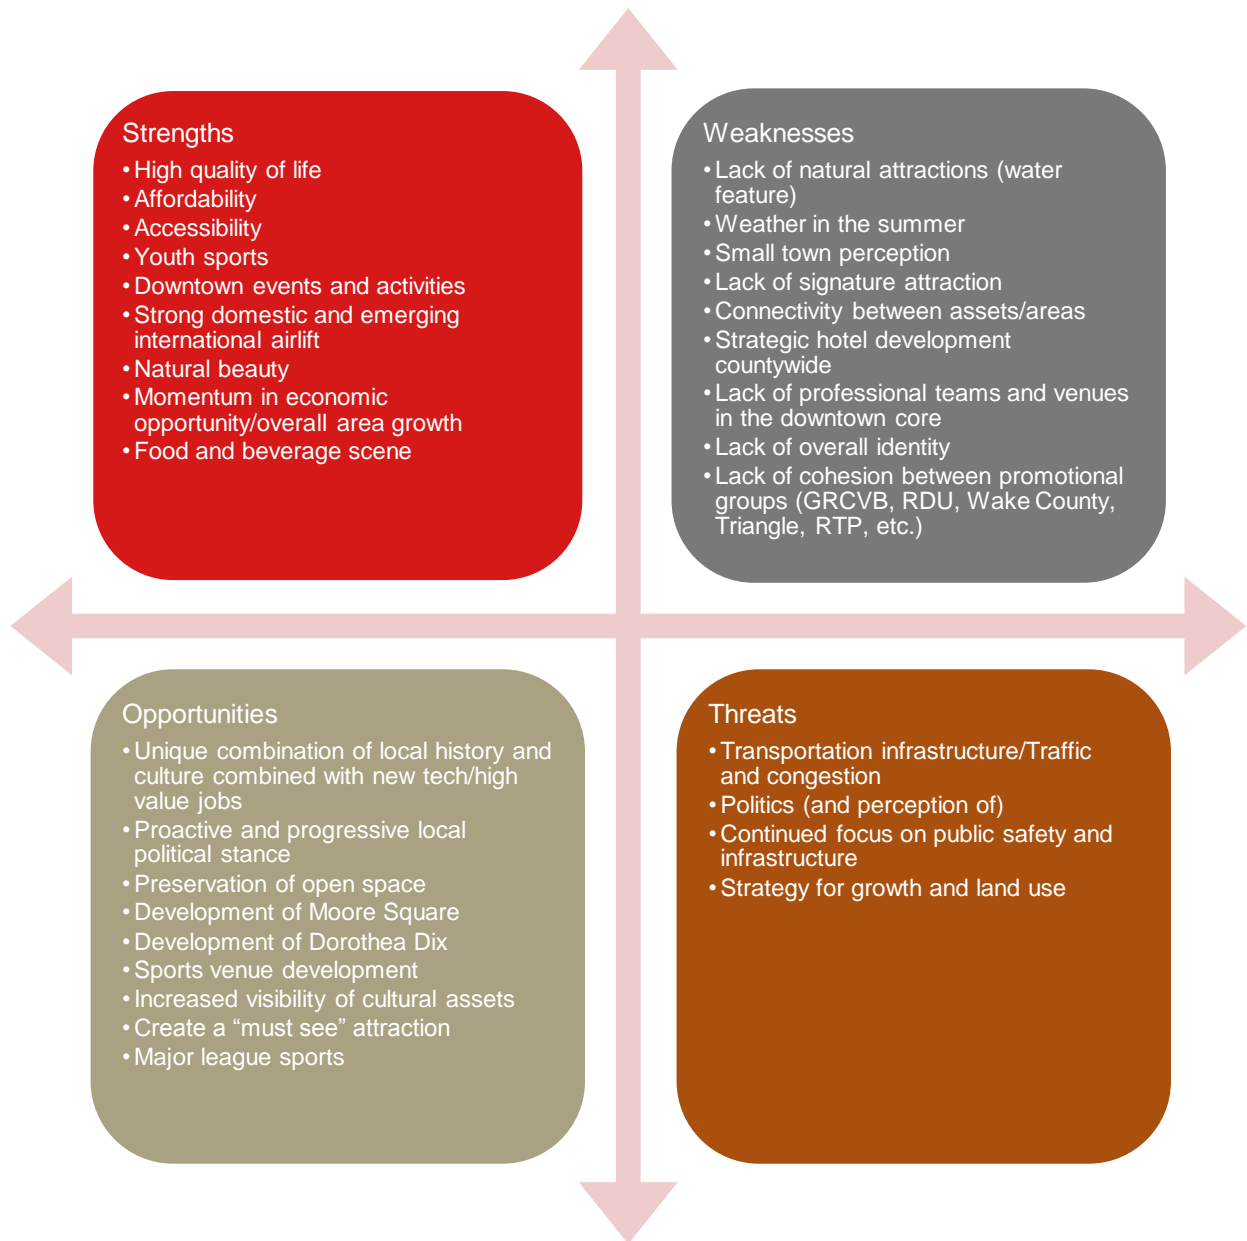 Strengths
• High quality of life
• Affordability
• Accessibility
• Youth sports
• Downtown events and activities
• Strong domestic and emerging
international airlift
• Natural beauty
• Momentum in economic
opportunity/overall area growth
• Food and beverage scene
Weaknesses
• Lack of natural attractions (water
feature)
• Weather in the summer
• Small town perception
• Lack of signature attraction
• Connectivity between assets/areas
• Strategic hotel development
countywide
• Lack of professional teams and venues
in the downtown core
• Lack of overall identity
• Lack of cohesion between promotional
groups (GRCVB, RDU, Wake County,
Triangle, RTP, etc.)
Opportunities
• Unique combination of local history and
culture combined with new tech/high
value jobs
• Proactive and progressive local
political stance
• Preservation of open space
• Development of Moore Square
• Development of Dorothea Dix
• Sports venue development
• Increased visibility of cultural assets
• Create a “must see” attraction
• Major league sports
Threats
• Transportation infrastructure/Traffic
and congestion
• Politics (and perception of)
• Continued focus on public safety and
infrastructure
• Strategy for growth and land use